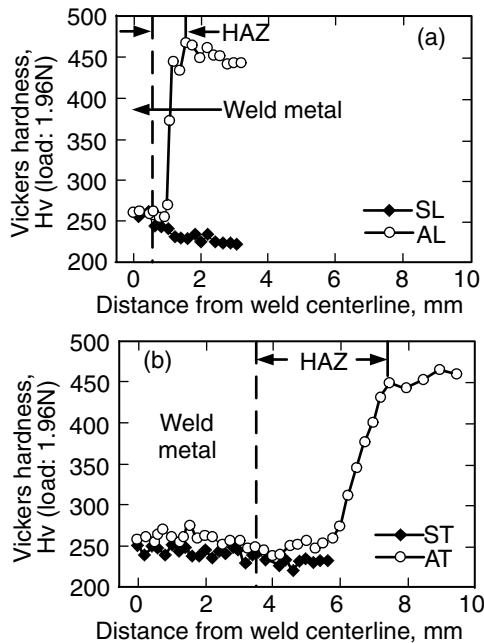 500
450
400
350
300
250
200
Vickers hardness,
Hv (load: 1.96N)
HAZ
(a)
Weld metal
SL
AL
0 2 4 6 8 10
Distance from weld centerline, mm
500
450
400
350
300
250
200
Vickers hardness,
Hv (load: 1.96N)
(b)
HAZ
Weld
metal
ST
AT
0 2 4 6 8 10
Distance from weld centerline, mm